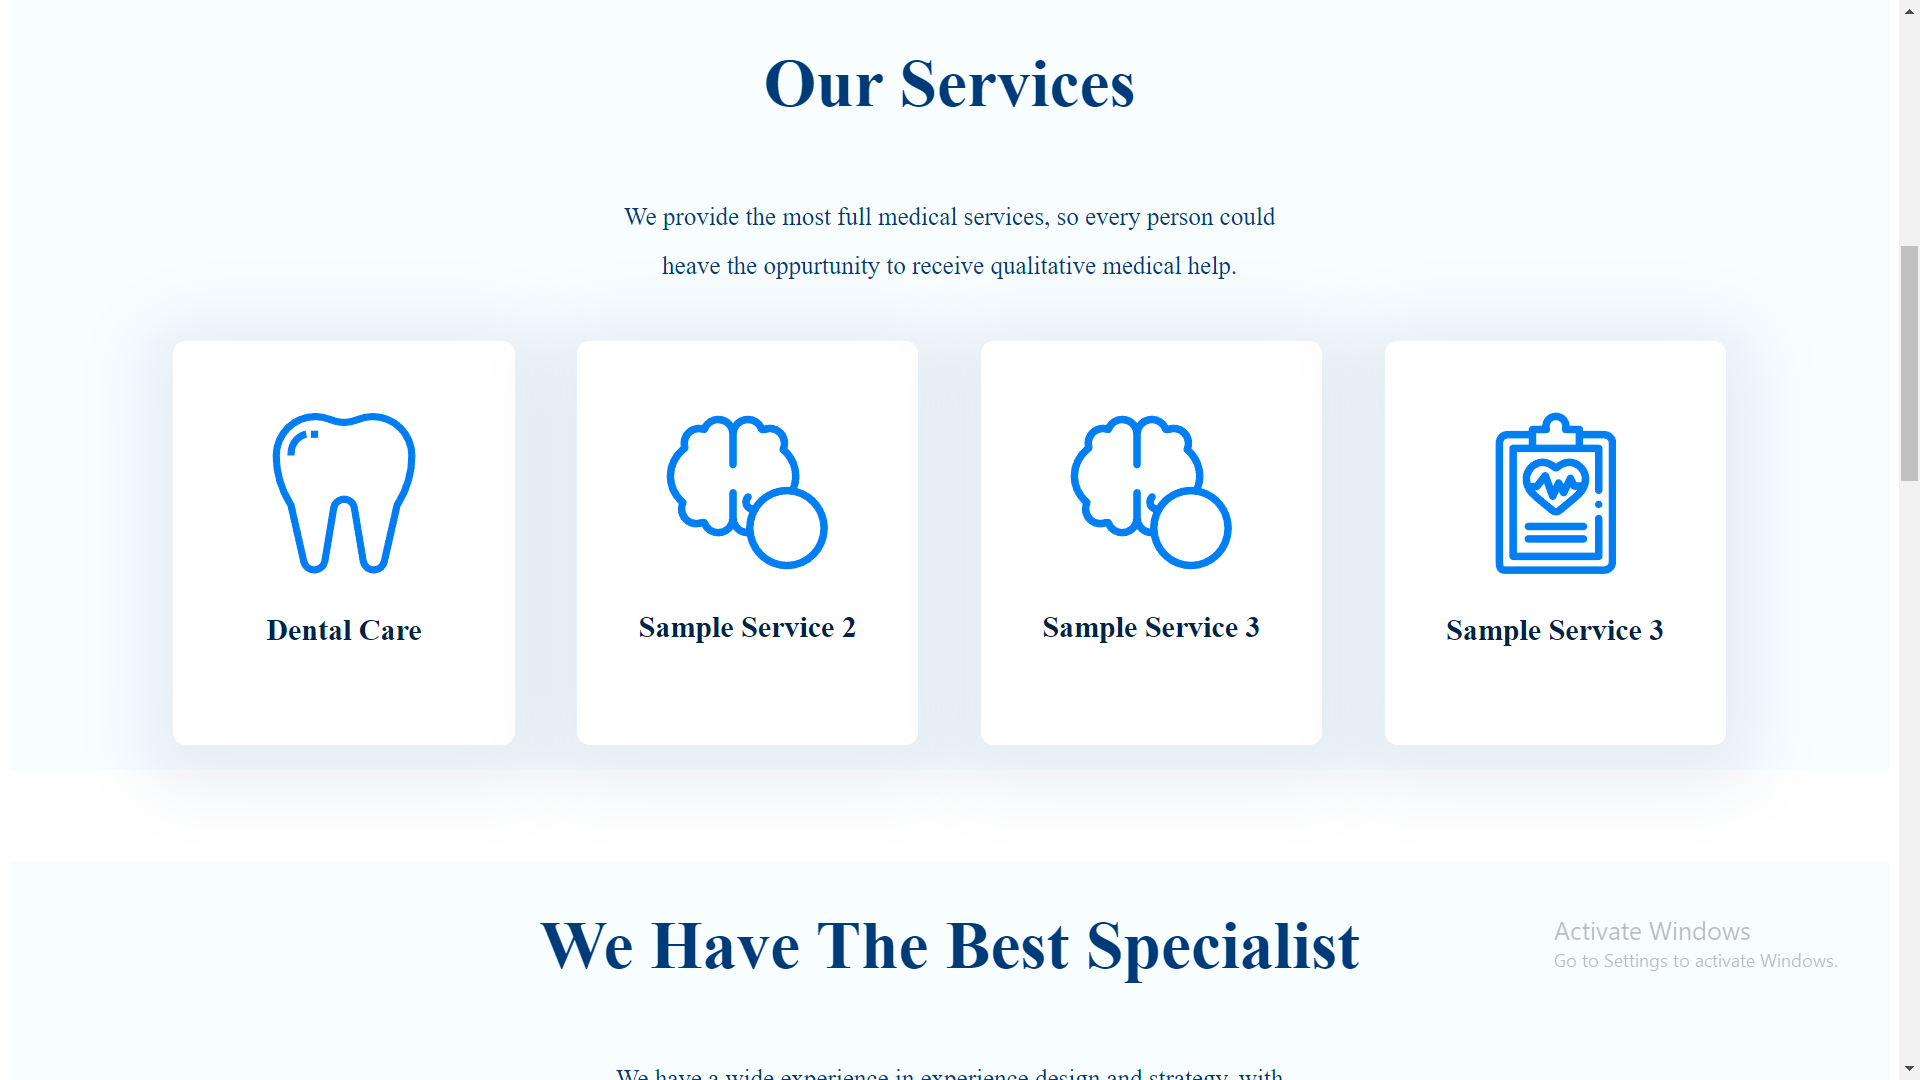 Our Services
We provide the most full medical services, so every person could
heave the oppurtunity to receive qualitative medical help.
Dental Care
Sample Service 2
Sample Service 3
Sample Service 3
We Have The Best Specialist
Activate Windows
Go to Settings to activate Windows.
We have a wide experience in experience design and strategy, with